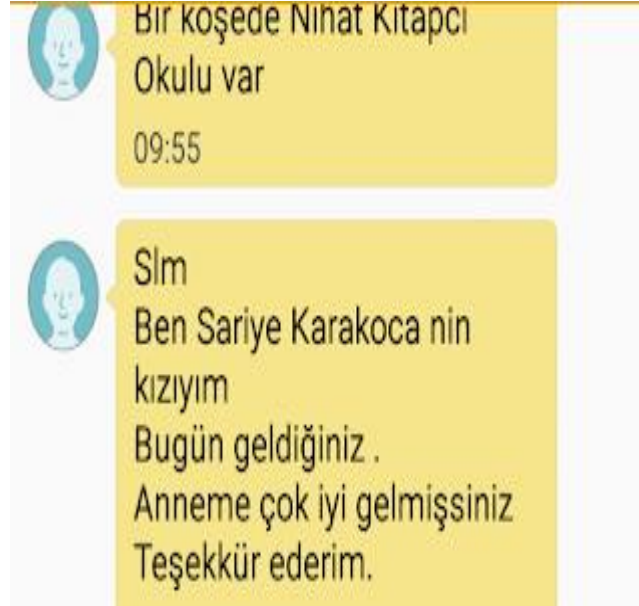 Bir köşede Nihat Kitapcı
Okulu var
09:55
Slm
Ben Sariye Karakoca nin
kızıyım
Bugün geldiğiniz .
Anneme çok iyi gelmişsiniz
Teşekkür ederim.